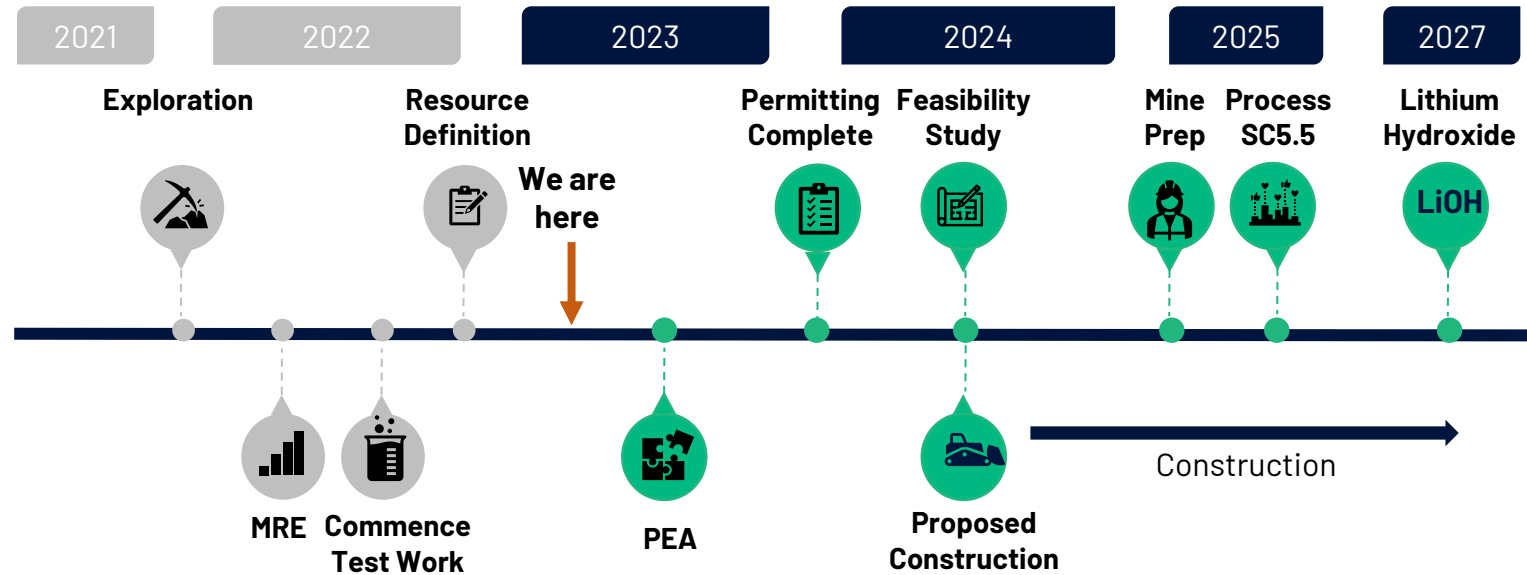 2021
2022
2023
2024
2025
2027
Exploration
Resource
Definition
We are
here
Permitting
Complete
Feasibility
Study
Mine
Prep
Process
SC5.5
Lithium
Hydroxide
LiOH
MRE
Commence
Test Work
PEA
Proposed
Construction
Construction